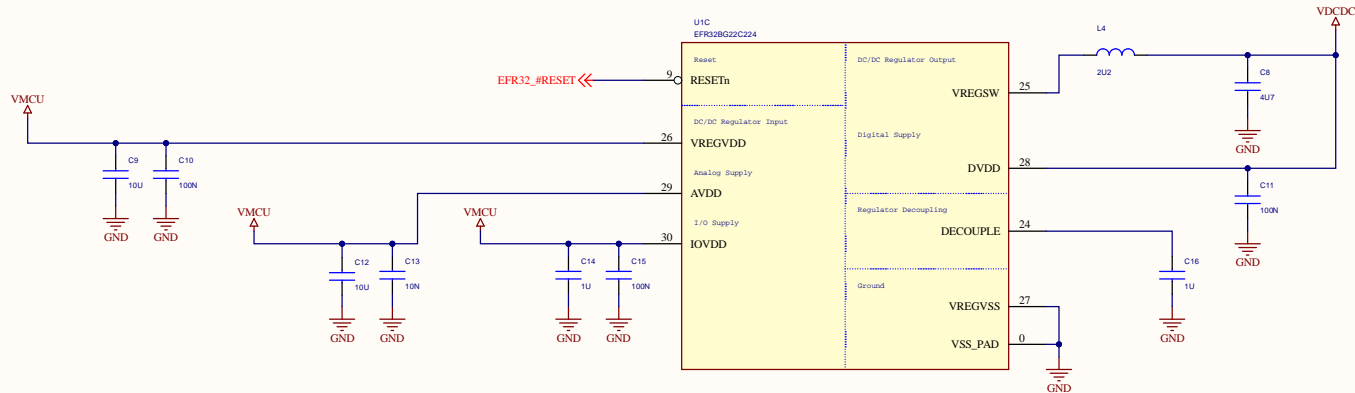 U1C
EFR32BG22C224
VDCDC
L4
2U2
Reset
DC/DC Regulator Output
EFR32_#RESET
9
RESETn
VREGSW
25
C8
4U7
GND
VMCU
DC/DC Regulator Input
26
VREGVDD
Digital Supply
C9
10U
C10
100N
GND
GND
Analog Supply
29
AVDD
DVDD
28
C11
100N
GND
VMCU
VMCU
I/O Supply
30
IOVDD
Regulator Decoupling
DECOUPLE
24
C12
10U
C13
10N
C14
1U
C15
100N
C16
1U
GND
GND
GND
GND
GND
Ground
VREGVSS
27
VSS_PAD
0
GND